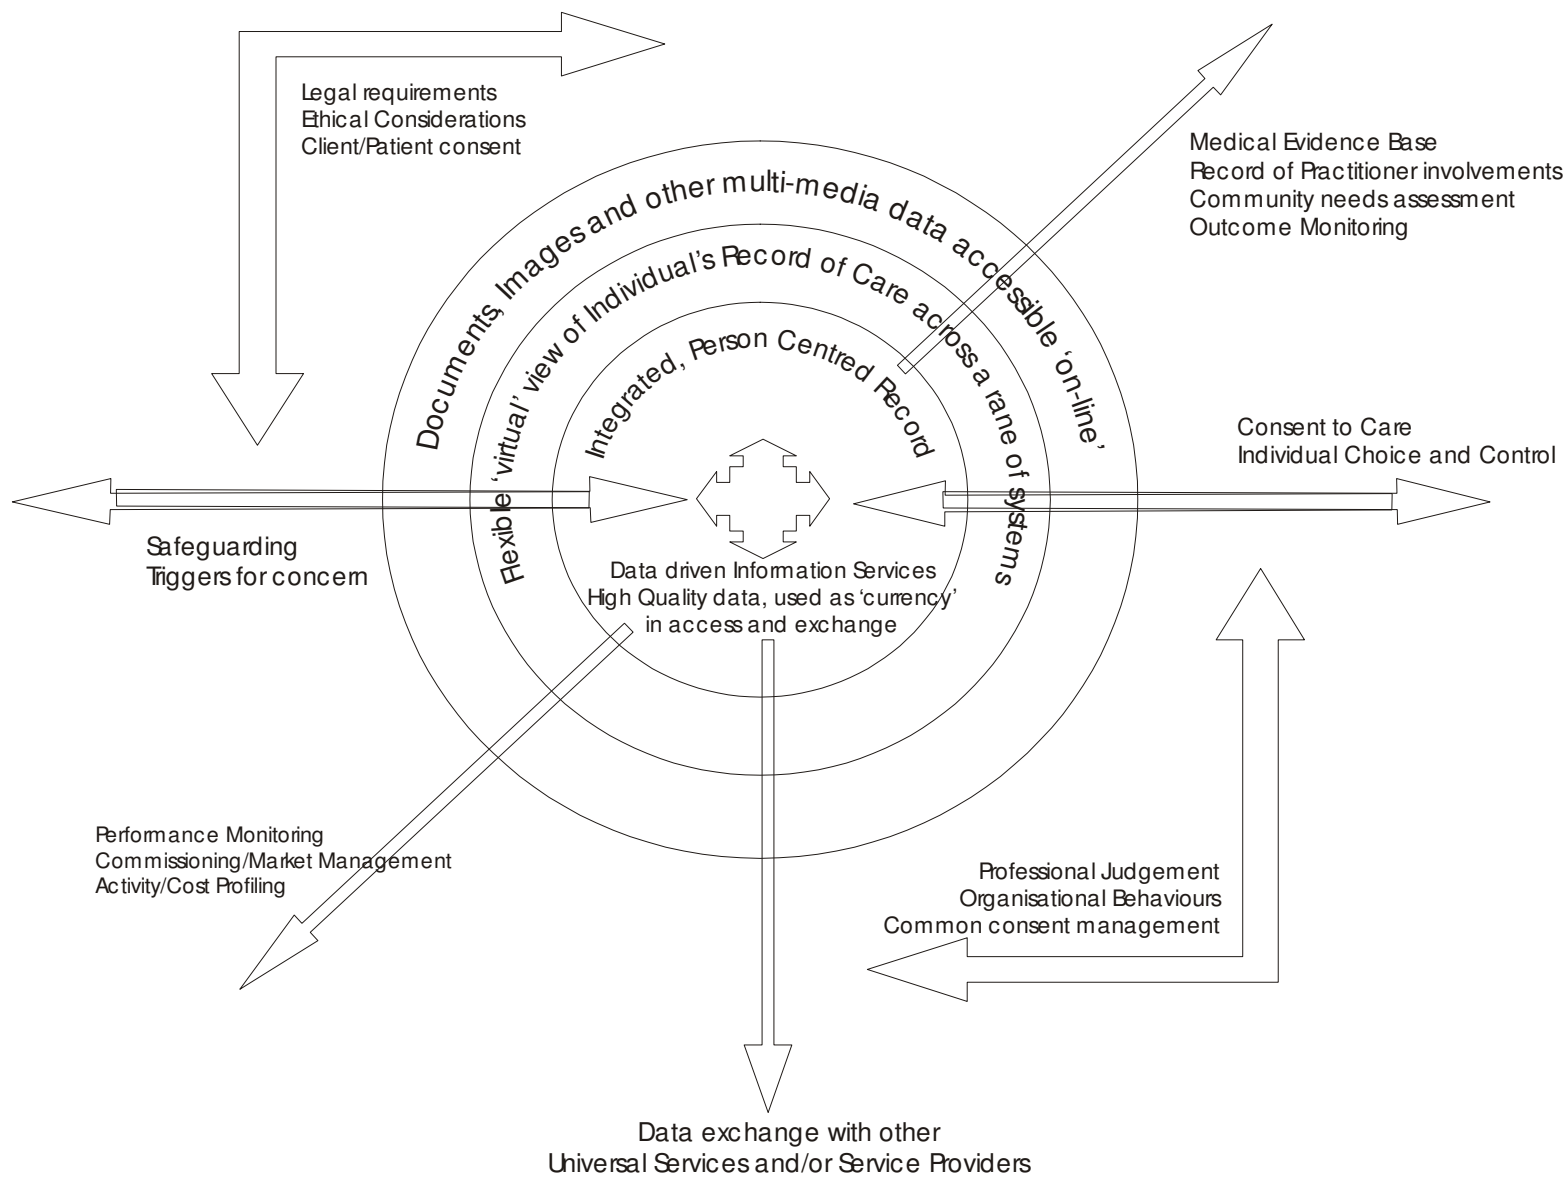 Legal requirements
Ethical Considerations
Client/Patient consent
Medical Evidence Base
Record of Practitioner involvements
Community needs assessment
Outcome Monitoring
Documents, Images and other multi-media data accessible ‘on-line’
Flexible ‘virtual’ view of Individual’s Record of Care across a rane of systems
Integrated, Person Centred Record
Consent to Care
Individual Choice and Control
Safeguarding
Triggers for concern
Data driven Information Services
High Quality data, used as ‘currency’
in access and exchange
Performance Monitoring
Commissioning/Market Management
Activity/Cost Profiling
Professional Judgement
Organisational Behaviours
Common consent management
Data exchange with other
Universal Services and/or Service Providers